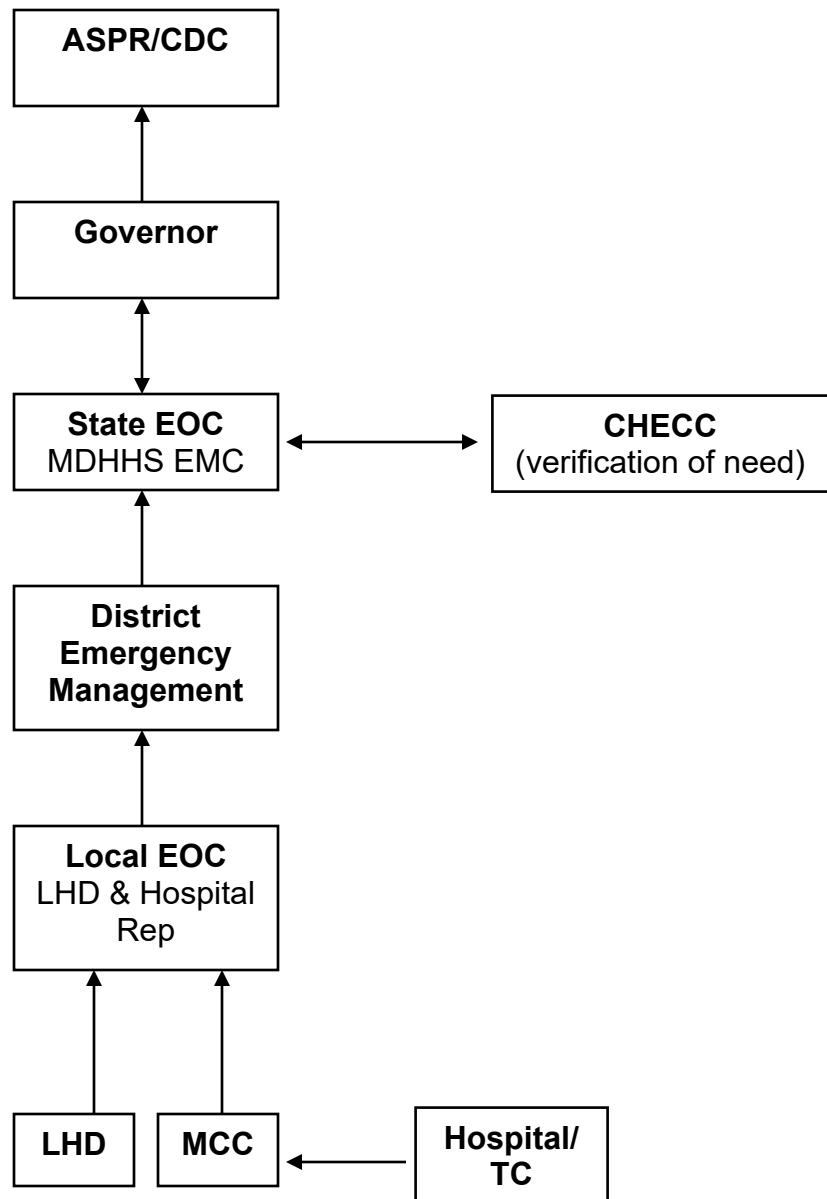 ASPR/CDC
Governor
State EOC
MDHHS EMC
CHECC
(verification of need)
District
Emergency
Management
Local EOC
LHD & Hospital
Rep
LHD
MCC
Hospital/
TC